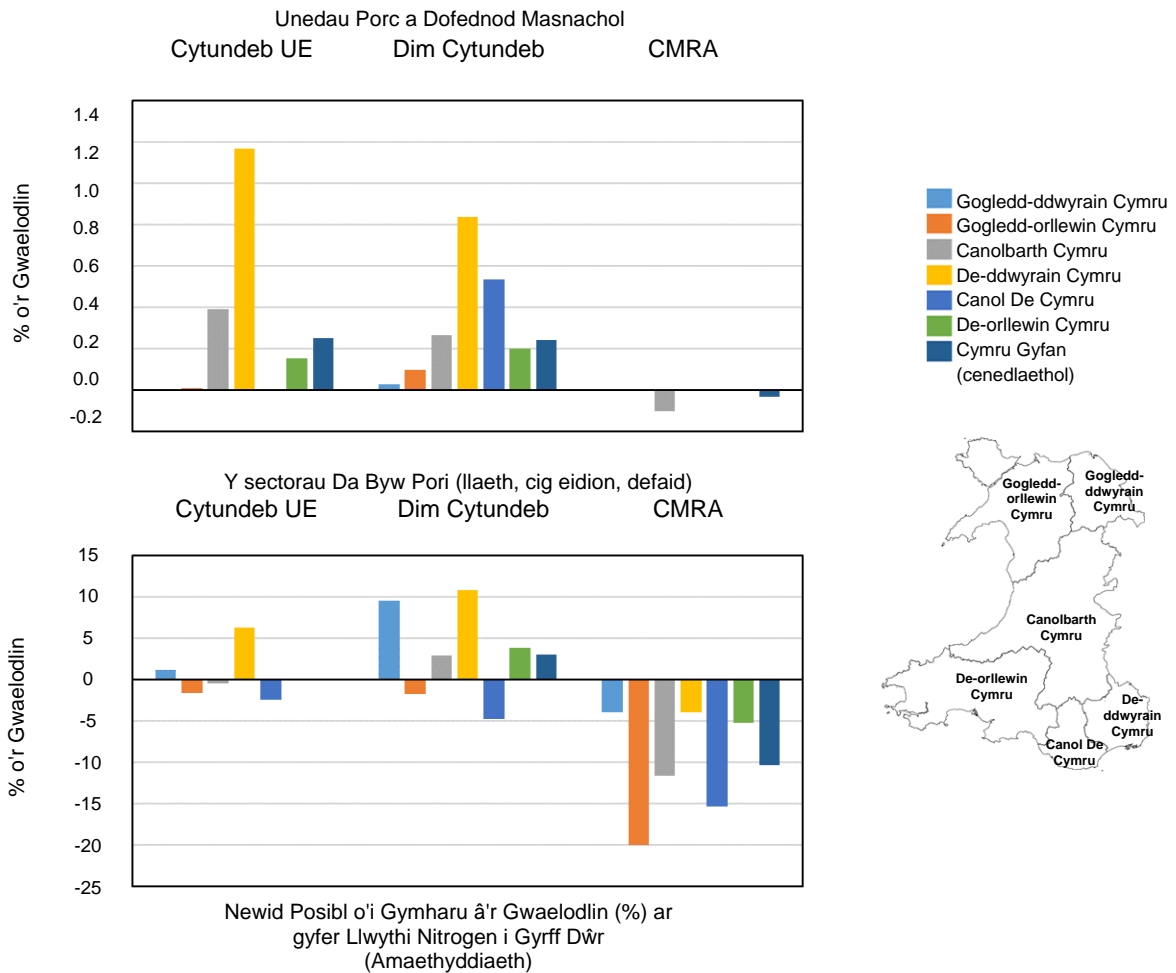 Unedau Porc a Dofednod Masnachol
Cytundeb UE
Dim Cytundeb
CMRA
% o'r Gwaelodlin
1.4
1.2
1.0
0.8
0.6
0.4
0.2
0.0
-0.2
Gogledd-ddwyrain Cymru
Gogledd-orllewin Cymru
Canolbarth Cymru
De-ddwyrain Cymru
Canol De Cymru
De-orllewin Cymru
Cymru Gyfan
(cenedlaethol)
Y sectorau Da Byw Pori (llaeth, cig eidion, defaid)
Cytundeb UE
Dim Cytundeb
CMRA
% o'r Gwaelodlin
15
10
5
0
-5
-10
-15
-20
-25
Newid Posibl o'i Gymharu â'r Gwaelodlin (%) ar
gyfer Llwythi Nitrogen i Gyrff Dŵr
(Amaethyddiaeth)
Gogledd-
orllewin
Cymru
Gogledd-
ddwyrain
Cymru
Canolbarth
Cymru
De-orllewin
Cymru
De-
ddwyrain
Cymru
Canol De
Cymru